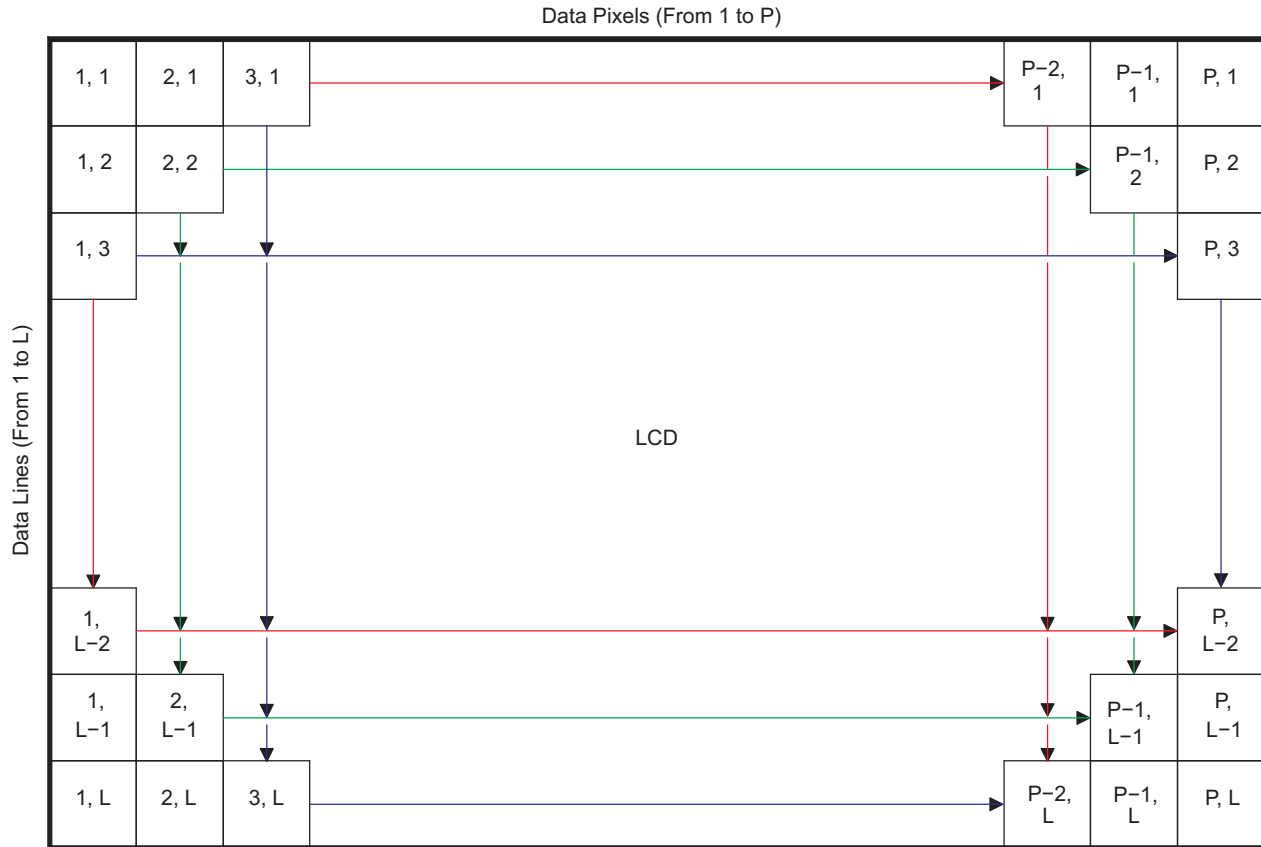 Data Pixels (From 1 to P)
1, 1
2, 1
3, 1
P−2,
1
P−1,
1
P, 1
1, 2
2, 2
P−1,
2
P, 2
1, 3
P, 3
Data Lines (From 1 to L)
LCD
1,
L−2
P,
L−2
1,
L−1
2,
L−1
P−1,
L−1
P,
L−1
1, L
2, L
3, L
P−2,
L
P−1,
L
P, L